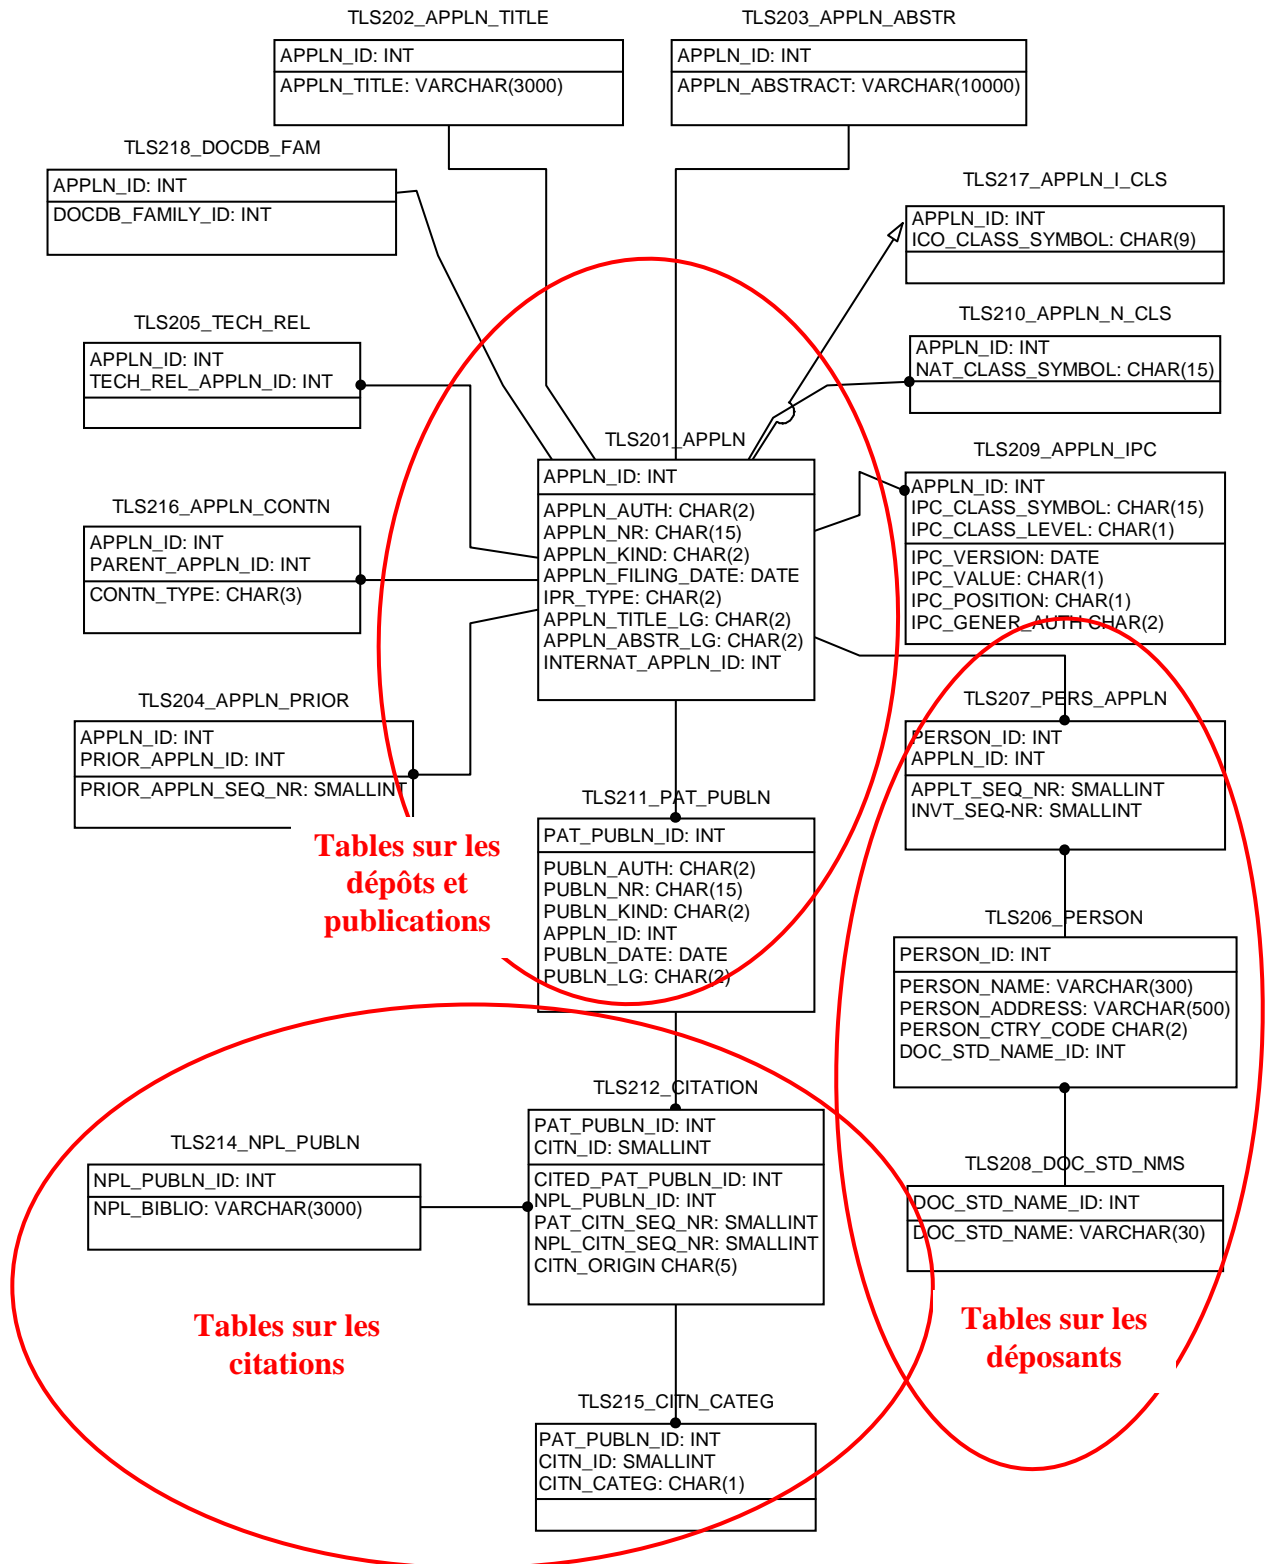 TLS202_APPLN_TITLE
APPLN_ID: INT
APPLN_TITLE: VARCHAR(3000)
TLS203_APPLN_ABSTR
APPLN_ID: INT
APPLN_ABSTRACT: VARCHAR(10000)
TLS218_DOCDB_FAM
APPLN_ID: INT
DOCDB_FAMILY_ID: INT
TLS217_APPLN_I_CLS
APPLN_ID: INT
ICO_CLASS_SYMBOL: CHAR(9)
TLS205_TECH_REL
APPLN_ID: INT
TECH_REL_APPLN_ID: INT
TLS210_APPLN_N_CLS
APPLN_ID: INT
NAT_CLASS_SYMBOL: CHAR(15)
TLS201_APPLN
APPLN_ID: INT
APPLN_AUTH: CHAR(2)
APPLN_NR: CHAR(15)
APPLN_KIND: CHAR(2)
APPLN_FILING_DATE: DATE
IPR_TYPE: CHAR(2)
APPLN_TITLE_LG: CHAR(2)
APPLN_ABSTR_LG: CHAR(2)
INTERNAT_APPLN_ID: INT
TLS209_APPLN_IPC
APPLN_ID: INT
IPC_CLASS_SYMBOL: CHAR(15)
IPC_CLASS_LEVEL: CHAR(1)
IPC_VERSION: DATE
IPC_VALUE: CHAR(1)
IPC_POSITION: CHAR(1)
IPC_GENER_AUTH CHAR(2)
TLS216_APPLN_CONTN
APPLN_ID: INT
PARENT_APPLN_ID: INT
CONTN_TYPE: CHAR(3)
TLS204_APPLN_PRIOR
APPLN_ID: INT
PRIOR_APPLN_ID: INT
PRIOR_APPLN_SEQ_NR: SMALLINT
TLS207_PERS_APPLN
PERSON_ID: INT
APPLN_ID: INT
APPLT_SEQ_NR: SMALLINT
INVT_SEQ-NR: SMALLINT
Tables sur les
dépôts et
publications
TLS211_PAT_PUBLN
PAT_PUBLN_ID: INT
PUBLN_AUTH: CHAR(2)
PUBLN_NR: CHAR(15)
PUBLN_KIND: CHAR(2)
APPLN_ID: INT
PUBLN_DATE: DATE
PUBLN_LG: CHAR(2)
TLS206_PERSON
PERSON_ID: INT
PERSON_NAME: VARCHAR(300)
PERSON_ADDRESS: VARCHAR(500)
PERSON_CTRY_CODE CHAR(2)
DOC_STD_NAME_ID: INT
TLS212_CITATION
PAT_PUBLN_ID: INT
CITN_ID: SMALLINT
CITED_PAT_PUBLN_ID: INT
NPL_PUBLN_ID: INT
PAT_CITN_SEQ_NR: SMALLINT
NPL_CITN_SEQ_NR: SMALLINT
CITN_ORIGIN CHAR(5)
TLS214_NPL_PUBLN
NPL_PUBLN_ID: INT
NPL_BIBLIO: VARCHAR(3000)
TLS208_DOC_STD_NMS
DOC_STD_NAME_ID: INT
DOC_STD_NAME: VARCHAR(30)
Tables sur les
citations
Tables sur les
déposants
TLS215_CITN_CATEG
PAT_PUBLN_ID: INT
CITN_ID: SMALLINT
CITN_CATEG: CHAR(1)